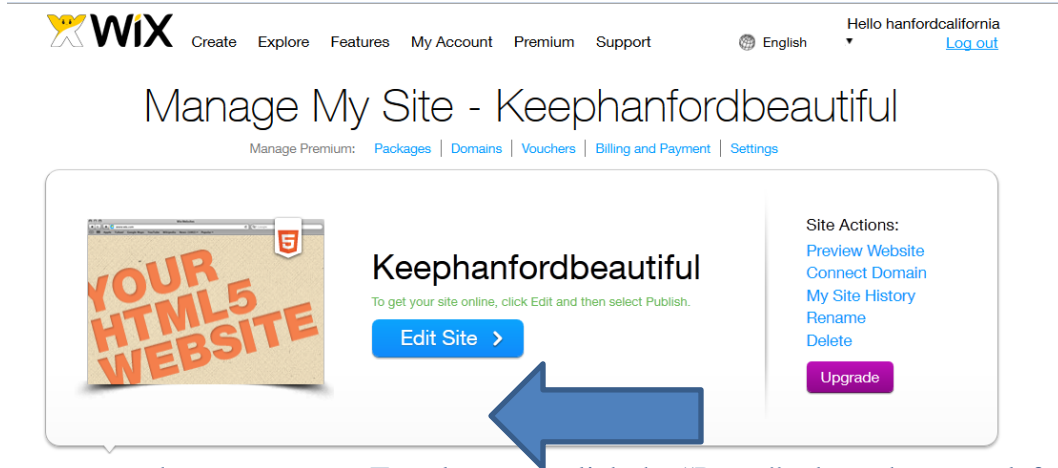 WiX Create Explore Features My Account Premium Support English
Hello hanfordcalifornia
Log out
Manage My Site - Keephanfordbeautiful
Manage Premium: Packages | Domains | Vouchers | Billing and Payment | Settings
YOUR
HTML5
WEBSITE
5
Keephanfordbeautiful
To get your site online, click Edit and then select Publish.
Edit Site >
Site Actions:
Preview Website
Connect Domain
My Site History
Rename
Delete
Upgrade